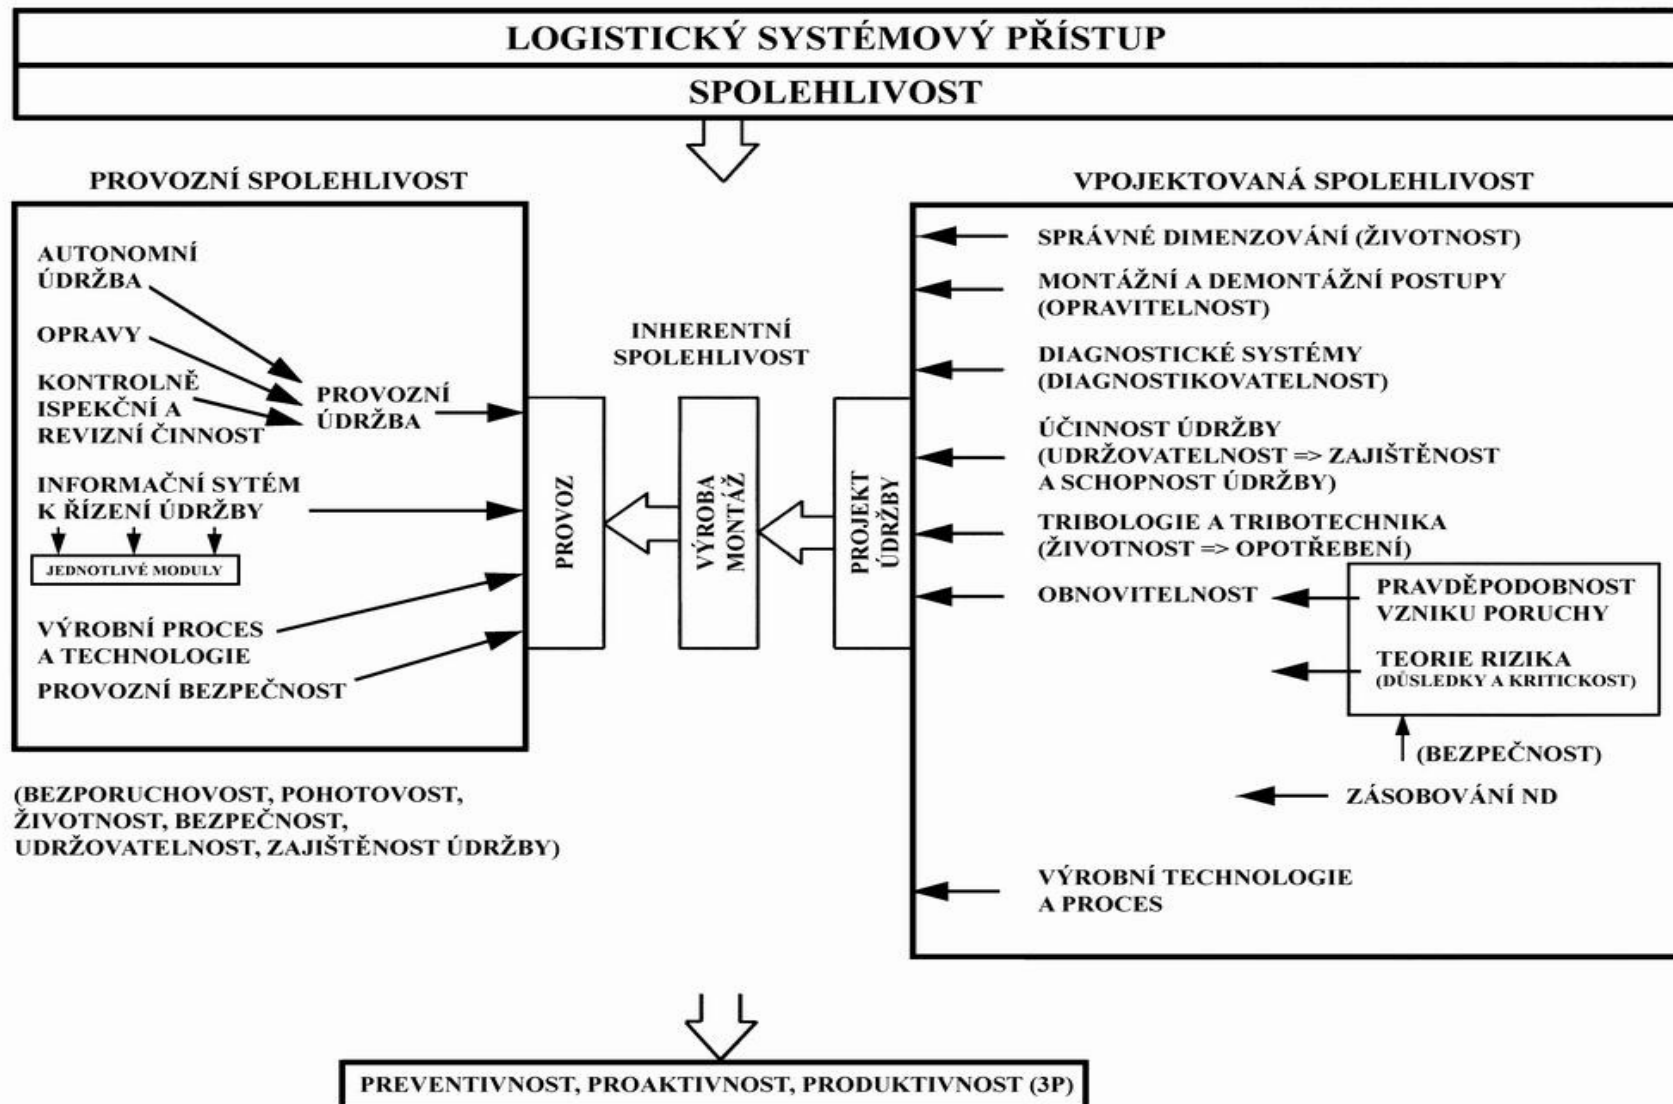 LOGISTICKÝ SYSTÉMOVÝ PŘÍSTUP
SPOLEHLIVOST
PROVOZNÍ SPOLEHLIVOST
AUTONOMNÍ
ÚDRŽBA
OPRAVY
KONTROLNĚ
ISPEKČNÍ A
REVIZNÍ ČINNOST
PROVOZNÍ
ÚDRŽBA
INFORMAČNÍ SYTÉM
K ŘÍZENÍ ÚDRŽBY
JEDNOTLIVÉ MODULY
VÝROBNÍ PROCES
A TECHNOLOGIE
PROVOZNÍ BEZPEČNOST
(BEZPORUCHOVOST, POHOTOVOST,
ŽIVOTNOST, BEZPEČNOST,
UDRŽOVATELNOST, ZAJIŠTĚNOST ÚDRŽBY)
INHERENTNÍ
SPOLEHLIVOST
PROVOZ
VÝROBA
MONTÁŽ
PROJEKT
ÚDRŽBY
VPOJEKTOVANÁ SPOLEHLIVOST
SPRÁVNÉ DIMENZOVÁNÍ (ŽIVOTNOST)
MONTÁŽNÍ A DEMONTÁŽNÍ POSTUPY
(OPRAVITELNOST)
DIAGNOSTICKÉ SYSTÉMY
(DIAGNOSTIKOVATELNOST)
ÚČINNOST ÚDRŽBY
(UDRŽOVATELNOST => ZAJIŠTĚNOST
A SCHOPNOST ÚDRŽBY)
TRIBOLOGIE A TRIBOTECHNIKA
(ŽIVOTNOST => OPOTŘEBENÍ)
OBNOVITELNOST
PRAVDĚPODOBNOST
VZNIKU PORUCHY
TEORIE RIZIKA
(DŮSLEDKY A KRITICKOST)
(BEZPEČNOST)
ZÁSOBOVÁNÍ ND
VÝROBNÍ TECHNOLOGIE
A PROCES
PREVENTIVNOST, PROAKTIVNOST, PRODUKTIVNOST (3P)